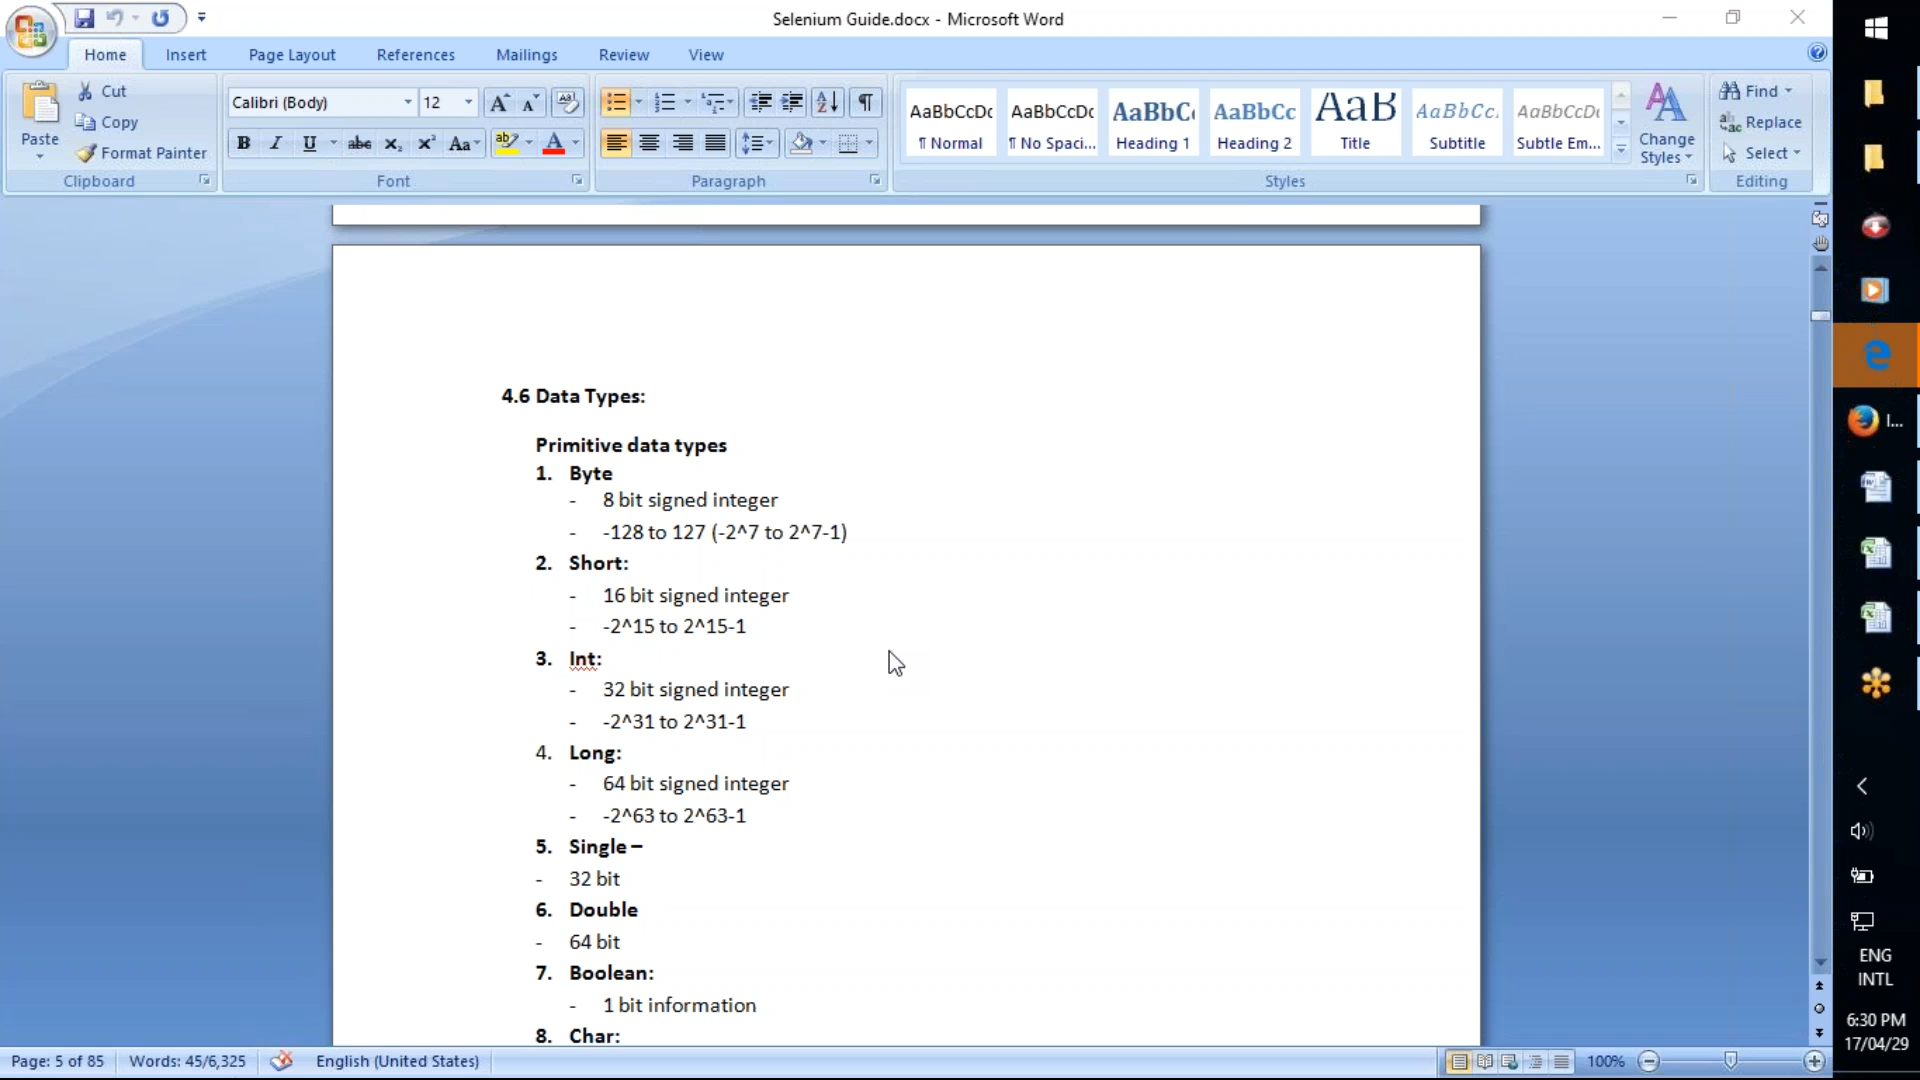 Selenium Guide.docx - Microsoft Word
Home Insert Page Layout References Mailings Review View
Paste
Cut
Copy
Format Painter
Clipboard
Calibri (Body) 12
Font
Paragraph
AaBbCcDc AaBbCcDc AaBbC AaBbCc AaB AaBbCc. AaBbCcDc
¶ Normal ¶ No Spaci... Heading 1 Heading 2 Title Subtitle Subtle Em...
Change
Styles
Styles
Find
Replace
Select
Editing
4.6 Data Types:
Primitive data types
1. Byte
- 8 bit signed integer
- -128 to 127 (-2^7 to 2^7-1)
2. Short:
- 16 bit signed integer
- -2^15 to 2^15-1
3. Int:
- 32 bit signed integer
- -2^31 to 2^31-1
4. Long:
- 64 bit signed integer
- -2^63 to 2^63-1
5. Single –
- 32 bit
6. Double
- 64 bit
7. Boolean:
- 1 bit information
8. Char:
Page: 5 of 85 Words: 45/6,325 English (United States) 100%
I...
ENG
INTL
6:30 PM
17/04/29